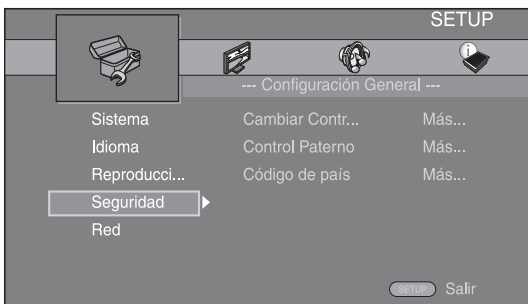 SETUP
--- Configuración General ---
Sistema Cambiar Contr... Más...
Idioma Control Paterno Más...
Reproducci... Código de país Más...
Seguridad
Red
SETUP Salir